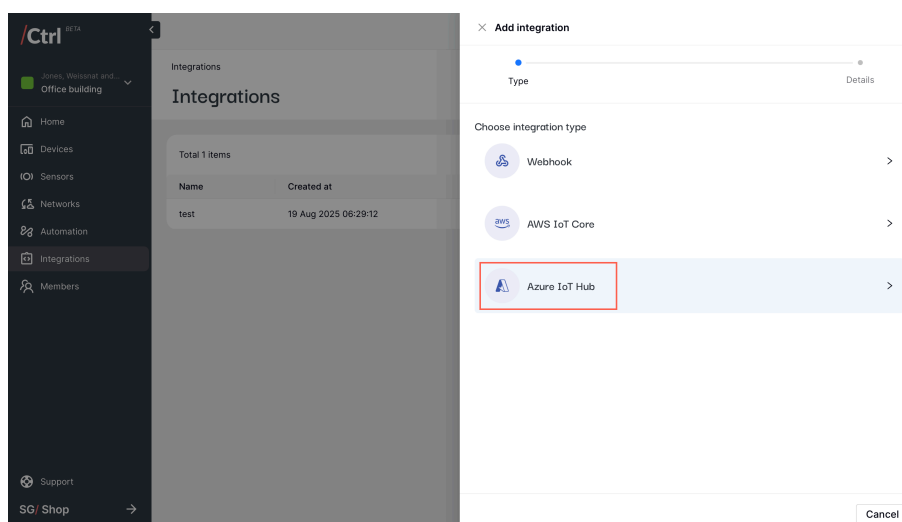 /Ctrl BETA
Jones, Weissnat and...
Office building
Home
Devices
Sensors
Networks
Automation
Integrations
Members
Support
SG/ Shop
Integrations
Integrations
Total 1 items
Name Created at
test 19 Aug 2025 06:29:12
Add integration
Type Details
Choose integration type
Webhook
aws AWS IoT Core
Azure IoT Hub
Cancel